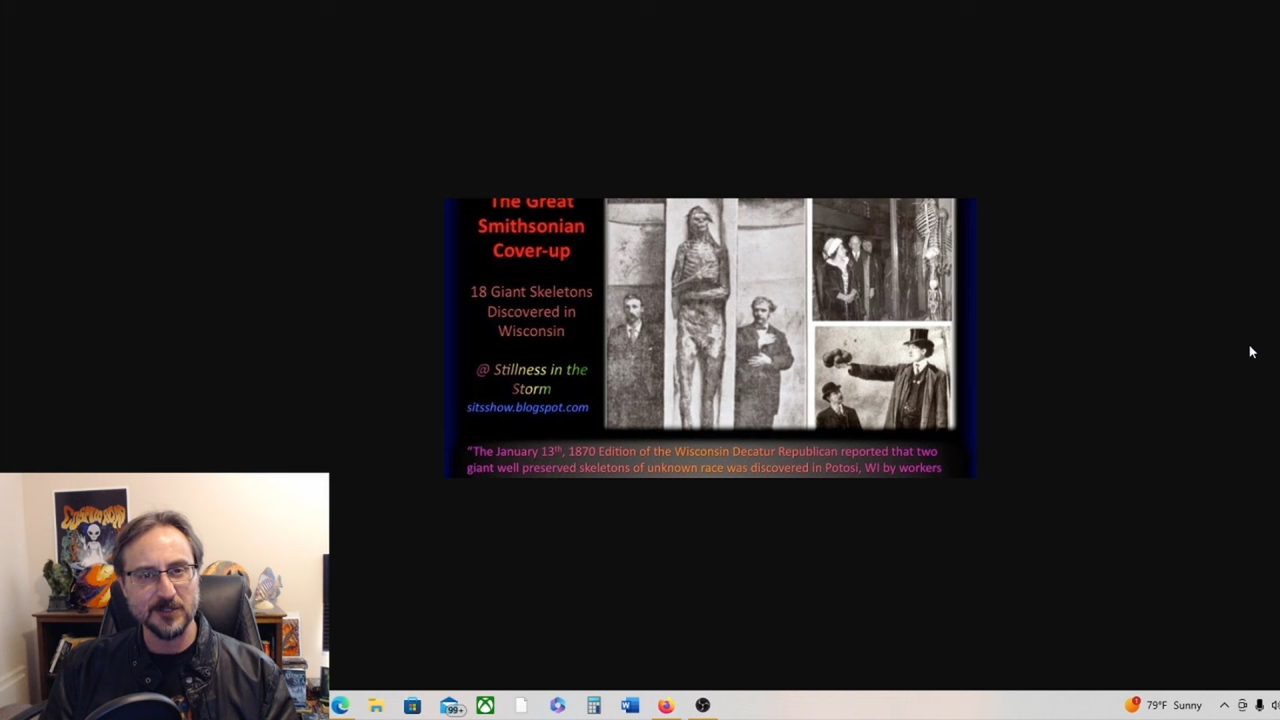 The Great
Smithsonian
Cover-up
18 Giant Skeletons
Discovered in
Wisconsin
@ Stillness in the
Storm
sitsshow.blogspot.com
"The January 13th, 1870 Edition of the Wisconsin Decatur Republican reported that two
giant well preserved skeletons of unknown race was discovered in Potosi, WI by workers
99+
79°F Sunny